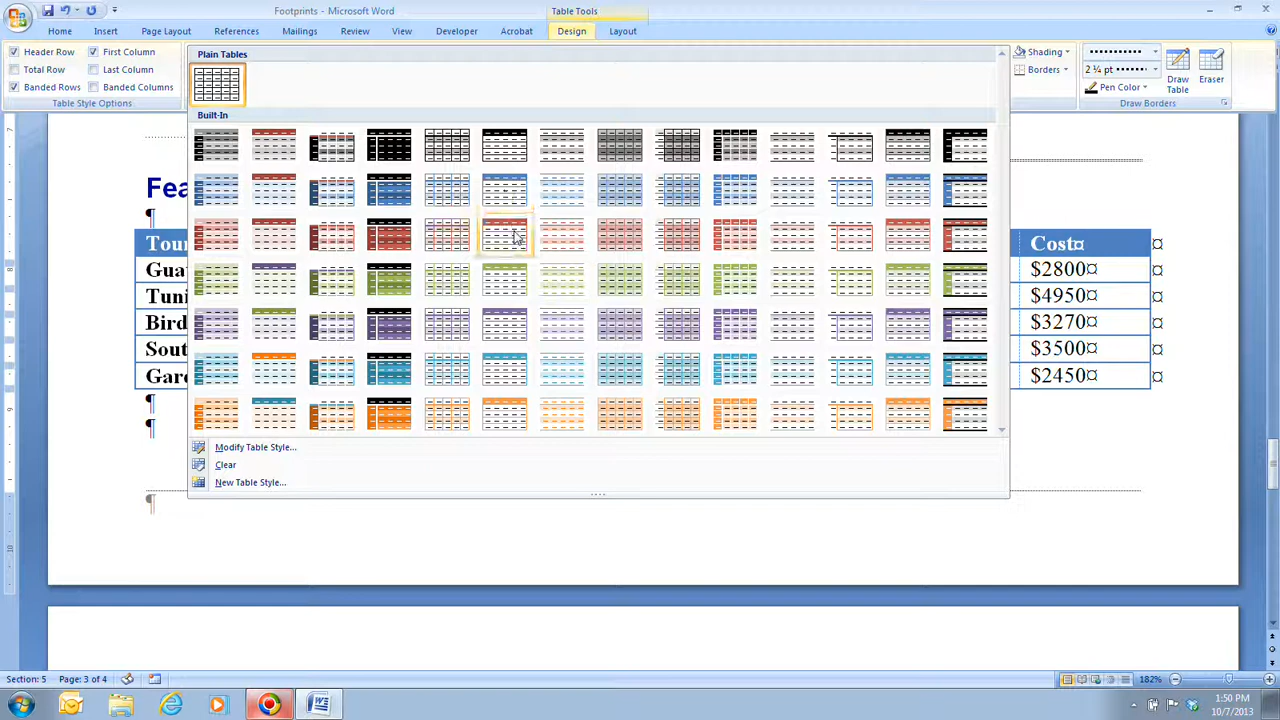 Footprints - Microsoft Word
Table Tools
Home Insert Page Layout References Mailings Review View Developer Acrobat Design Layout
Header Row First Column
Total Row Last Column
Banded Rows Banded Columns
Table Style Options
Plain Tables
Built-In
Modify Table Style...
Clear
New Table Style...
Shading
Borders
2 ¼ pt
Pen Color
Draw Table
Eraser
Draw Borders
Fea
¶
Tour Cost¤ ¤
Gua $2800¤ ¤
Tuni $4950¤ ¤
Bird $3270¤ ¤
Sout $3500¤ ¤
Gard $2450¤ ¤
¶
¶
¶
Section: 5 Page: 3 of 4 182%
1:50 PM
10/7/2013